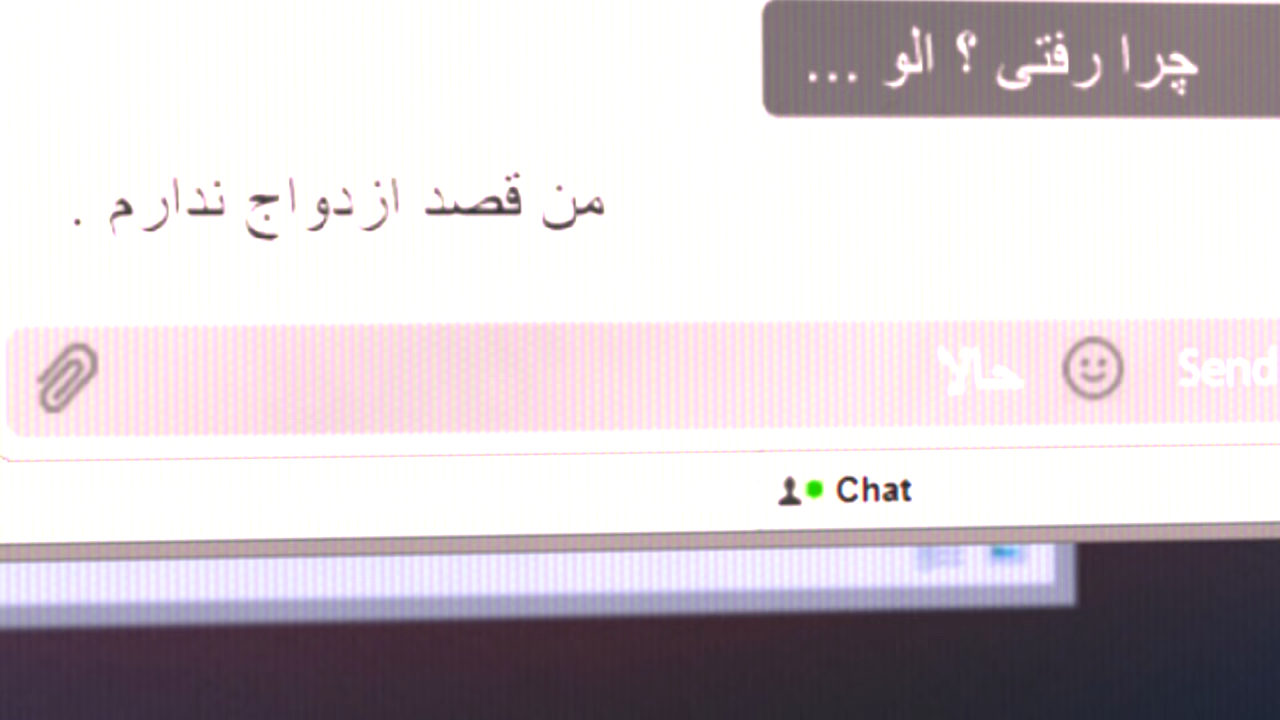 چرا رفتی ؟ الو ...
من قصد ازدواج ندارم .
حالا
Send
Chat